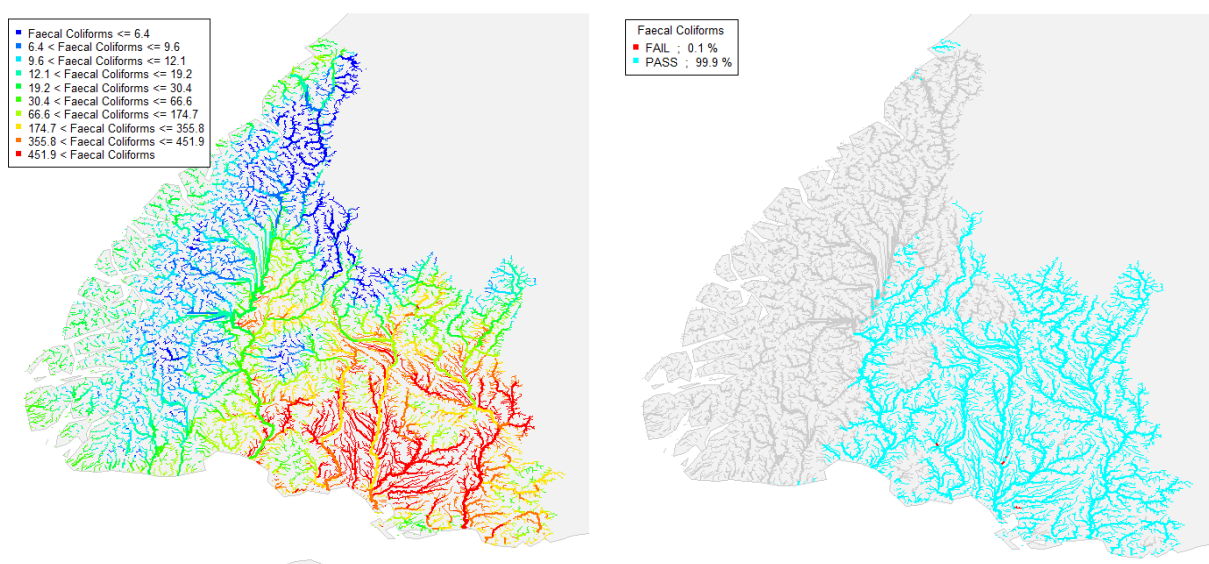 Faecal Coliforms <= 6.4
6.4 < Faecal Coliforms <= 9.6
9.6 < Faecal Coliforms <= 12.1
12.1 < Faecal Coliforms <= 19.2
19.2 < Faecal Coliforms <= 30.4
30.4 < Faecal Coliforms <= 66.6
66.6 < Faecal Coliforms <= 174.7
174.7 < Faecal Coliforms <= 355.8
355.8 < Faecal Coliforms <= 451.9
451.9 < Faecal Coliforms
Faecal Coliforms
FAIL ; 0.1 %
PASS ; 99.9 %